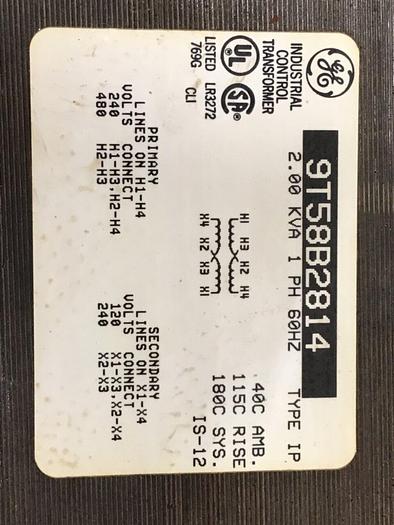 GE
INDUSTRIAL
CONTROL
TRANSFORMER
UL SA
LISTED LR3272
769G CLI
9T58B2814
2.00 KVA 1 PH 60HZ TYPE IP
H1 H3 H2 H4
X4 X2 X3 X1
40C AMB.
115C RISE
180C SYS.
IS-12
PRIMARY
LINES ON H1-H4
VOLTS CONNECT
240 H1-H3,H2-H4
480 H2-H3
SECONDARY
LINES ON X1-X4
VOLTS CONNECT
120 X1-X3,X2-X4
240 X2-X3